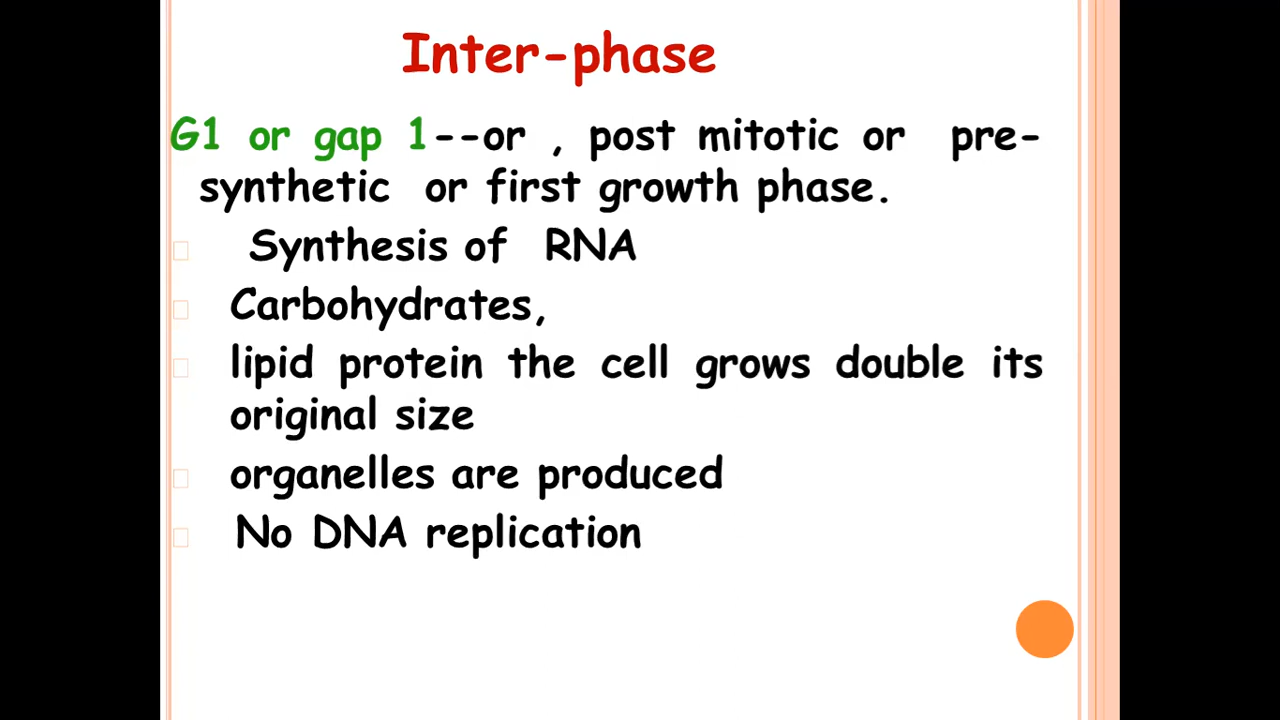 Inter-phase
G1 or gap 1--or , post mitotic or pre-
synthetic or first growth phase.
Synthesis of RNA
Carbohydrates,
lipid protein the cell grows double its
original size
organelles are produced
No DNA replication